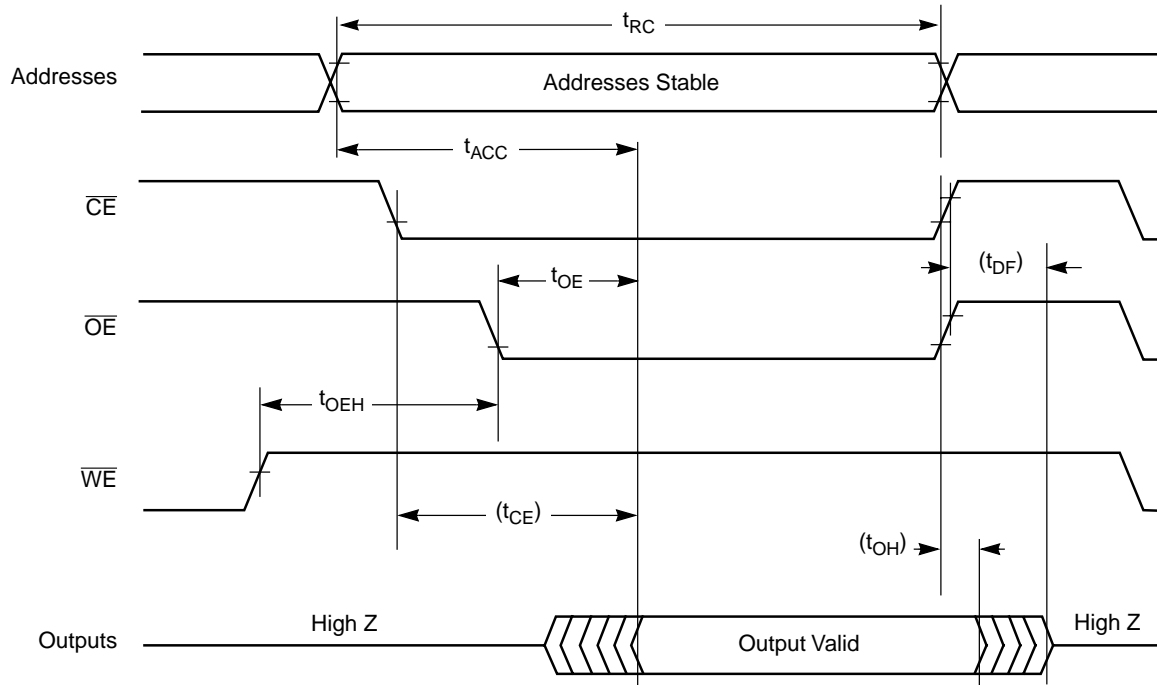 tRC
Addresses
Addresses Stable
tACC
CE
(tDF)
tOE
OE
tOEH
WE
(tCE)
(tOH)
High Z
High Z
Outputs
Output Valid